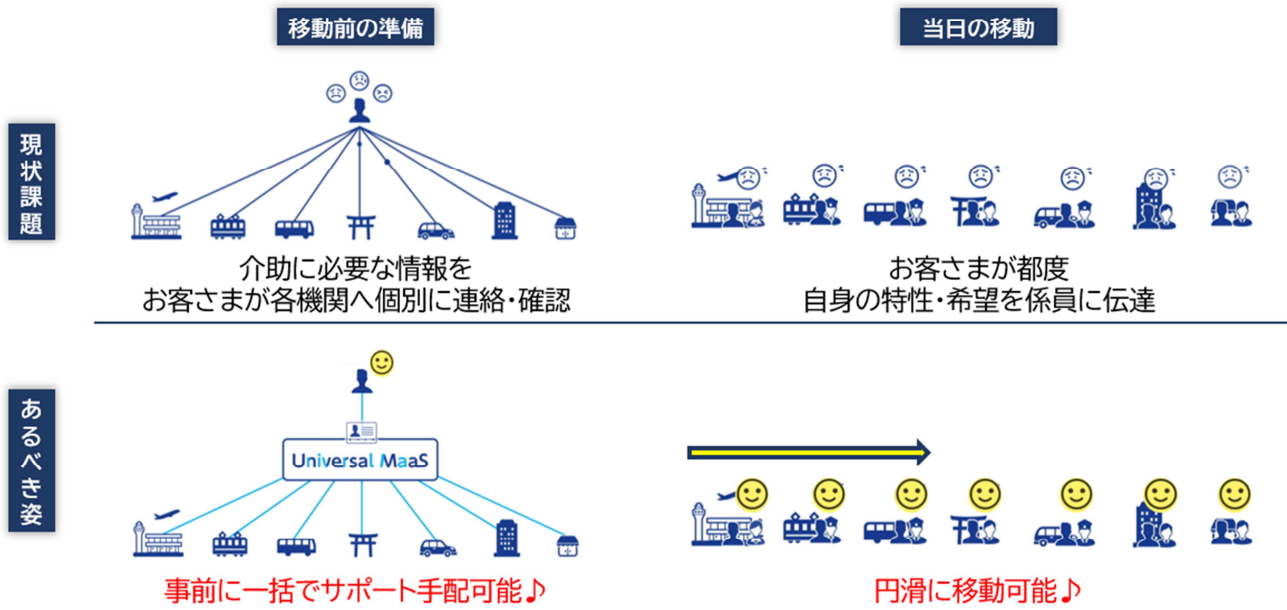 移動前の準備
当日の移動
現状課題
介助に必要な情報を
お客さまが各機関へ個別に連絡・確認
お客さまが都度
自身の特性・希望を係員に伝達
あるべき姿
Universal MaaS
事前に一括でサポート手配可能♪
円滑に移動可能♪